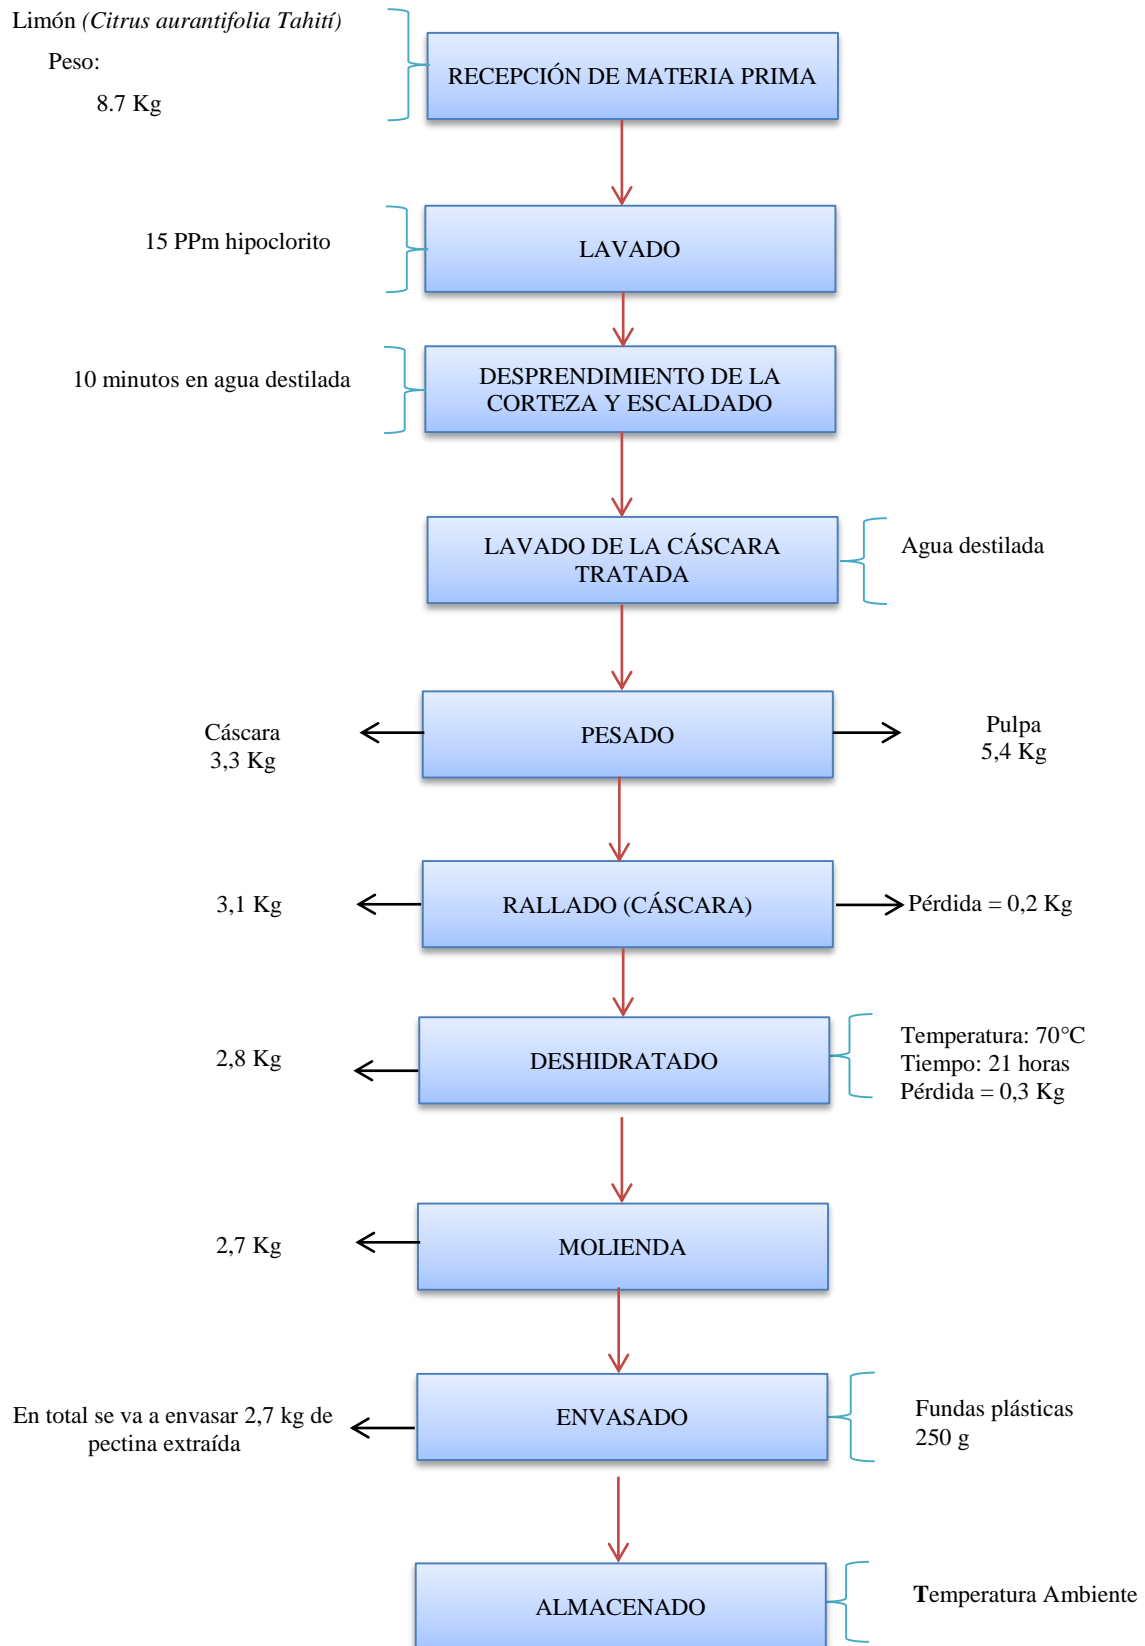 Limón (Citrus aurantifolia Tahití)
Peso:
8.7 Kg
RECEPCIÓN DE MATERIA PRIMA
15 PPm hipoclorito
LAVADO
10 minutos en agua destilada
DESPRENDIMIENTO DE LA
CORTEZA Y ESCALDADO
LAVADO DE LA CÁSCARA
TRATADA
Agua destilada
Cáscara
3,3 Kg
PESADO
Pulpa
5,4 Kg
3,1 Kg
RALLADO (CÁSCARA)
Pérdida = 0,2 Kg
2,8 Kg
DESHIDRATADO
Temperatura: 70°C
Tiempo: 21 horas
Pérdida = 0,3 Kg
2,7 Kg
MOLIENDA
En total se va a envasar 2,7 kg de
pectina extraída
ENVASADO
Fundas plásticas
250 g
ALMACENADO
Temperatura Ambiente